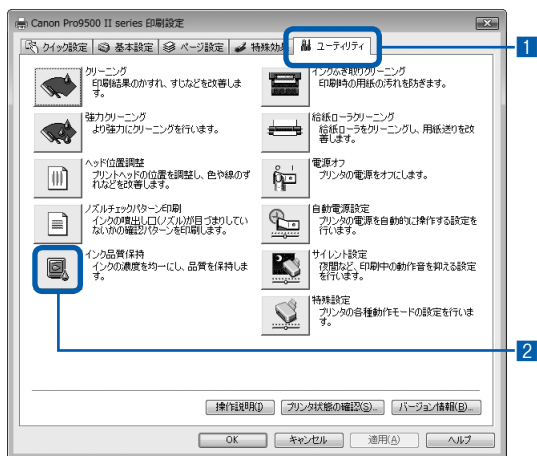 Canon Pro9500 II series 印刷設定
クイック設定 基本設定 ページ設定 特殊効果 ユーティリティ
1
クリーニング
印刷結果のかすれ、すじなどを改善しま
す。
インクふき取りクリーニング
印刷時の用紙の汚れを防ぎます。
強力クリーニング
より強力にクリーニングを行います。
給紙ローラクリーニング
給紙ローラをクリーニングし、用紙送りを改
善します。
ヘッド位置調整
プリントヘッドの位置を調整し、色や線のず
れなどを改善します。
電源オフ
プリンタの電源をオフにします。
ノズルチェックパターン印刷
インクの噴出し口(ノズル)が目づまりしてい
ないかの確認パターンを印刷します。
自動電源設定
プリンタの電源を自動的に操作する設定を
行います。
インク品質保持
インクの濃度を均一にし、品質を保持しま
す。
サイレント設定
夜間など、印刷中の動作音を抑える設定
を行います。
特殊設定
プリンタの各種動作モードの設定を行いま
す。
2
操作説明(I) プリンタ状態の確認(S)... バージョン情報(B)...
OK キャンセル 適用(A) ヘルプ